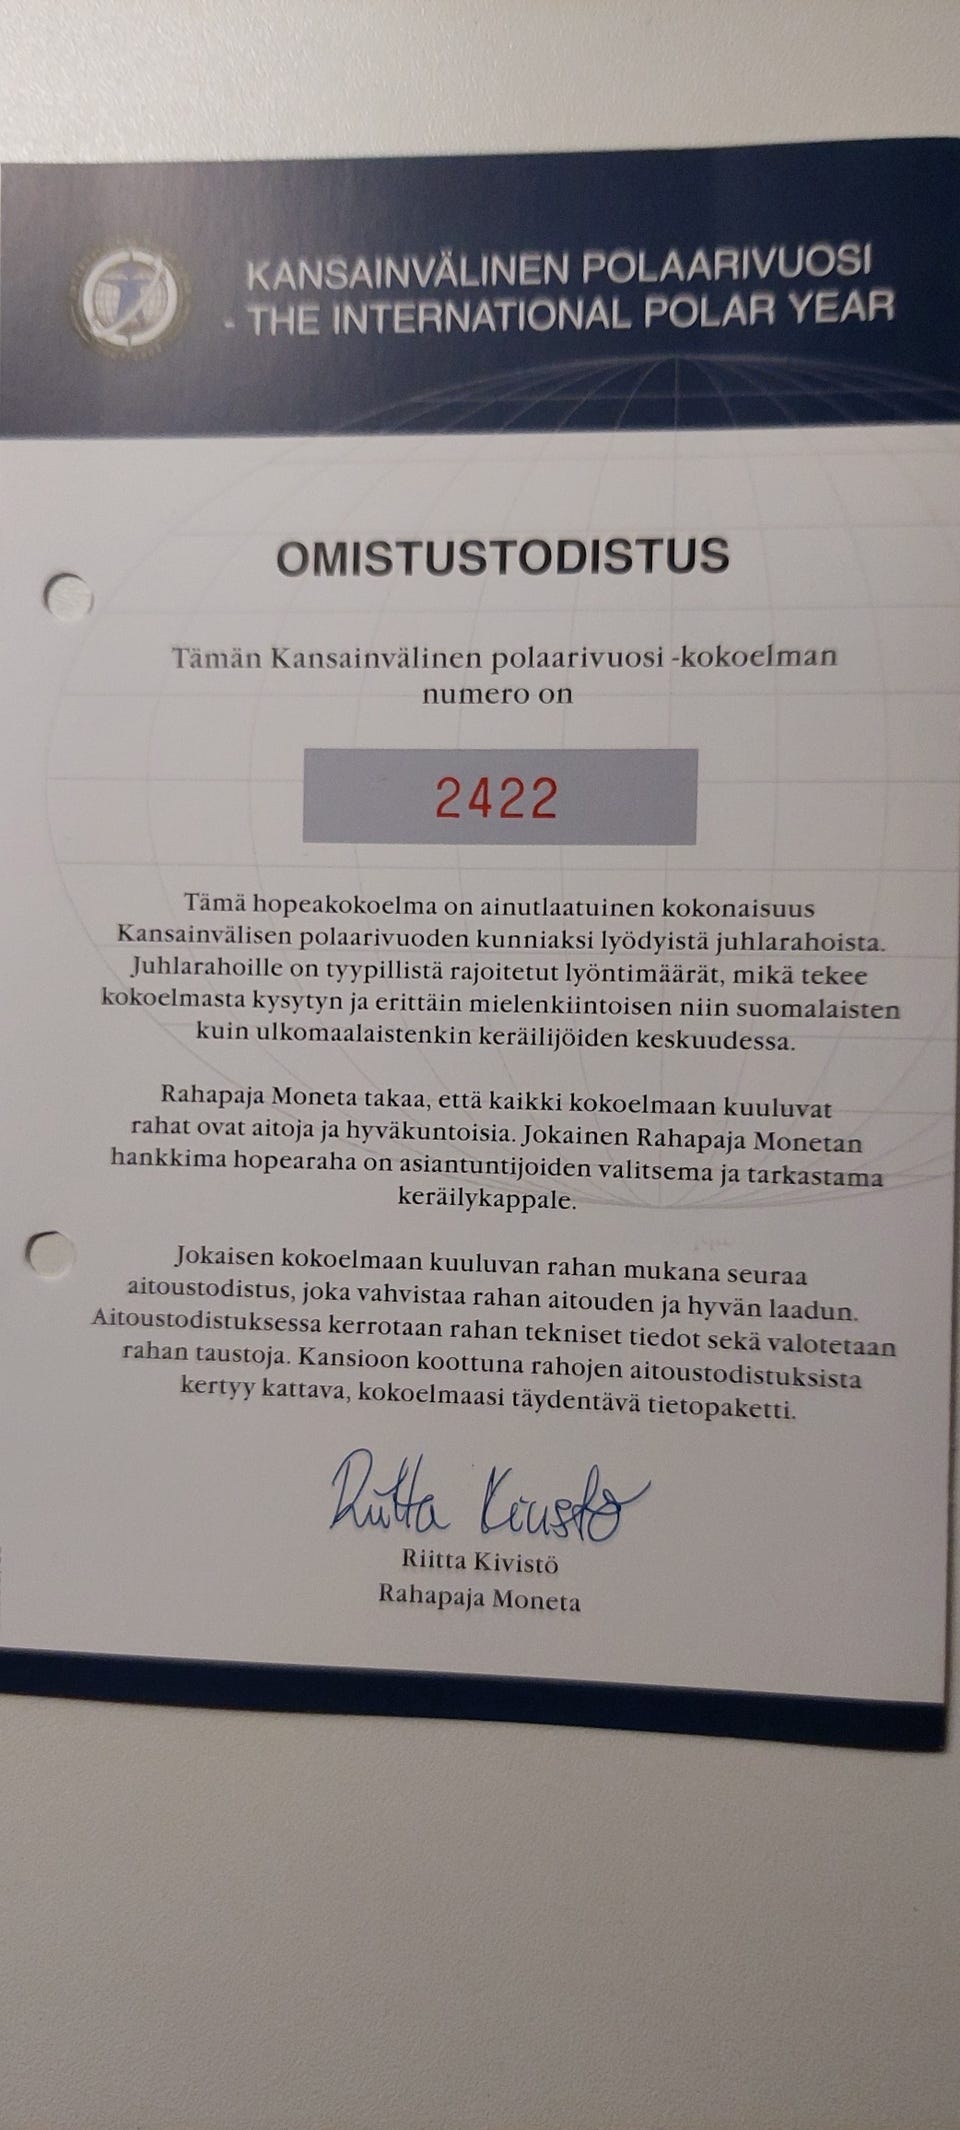 KANSAINVÄLINEN POLAARIVUOSI
- THE INTERNATIONAL POLAR YEAR
OMISTUSTODISTUS
Tämän Kansainvälinen polaarivuosi -kokoelman
numero on
2422
Tämä hopeakokoelma on ainutlaatuinen kokonaisuus
Kansainvälisen polaarivuoden kunniaksi lyödyistä juhlarahoista.
Juhlarahoille on tyypillistä rajoitetut lyöntimäärät, mikä tekee
kokoelmasta kysytyn ja erittäin mielenkiintoisen niin suomalaisten
kuin ulkomaalaistenkin keräilijöiden keskuudessa.
Rahapaja Moneta takaa, että kaikki kokoelmaan kuuluvat
rahat ovat aitoja ja hyväkuntoisia. Jokainen Rahapaja Monetan
hankkima hopearaha on asiantuntijoiden valitsema ja tarkastama
keräilykappale.
Jokaisen kokoelmaan kuuluvan rahan mukana seuraa
aitoustodistus, joka vahvistaa rahan aitouden ja hyvän laadun.
Aitoustodistuksessa kerrotaan rahan tekniset tiedot sekä valotetaan
rahan taustoja. Kansioon koottuna rahojen aitoustodistuksista
kertyy kattava, kokoelmaasi täydentävä tietopaketti.
Riitta Kivistö
Riitta Kivistö
Rahapaja Moneta